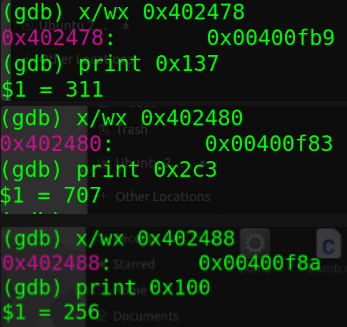 (gdb) x/wx 0x402478
0x402478: 0x00400fb9
(gdb) print 0x137
$1 = 311
(gdb) x/wx 0x402480
Trash
0x402480: 0x00400f83
(gdb) print 0x2c3
$1 = 707
Other Locations
(gdb) x/wx 0x402488
0x402488: 0x00400f8a
Starred
(gdb) print 0x100
$1 = 256
Documents